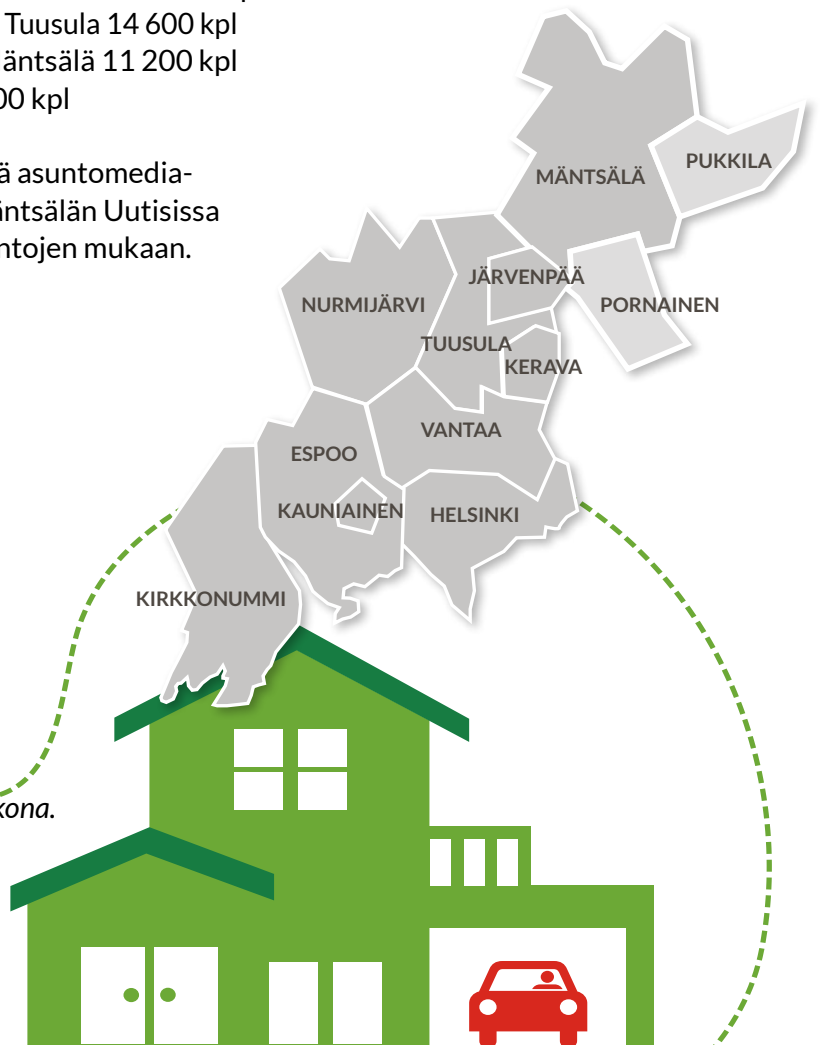 Tuusula 14 600 kpl
äntsälä 11 200 kpl
00 kpl
ä asuntomedia-
äntsälän Uutisissa
ntojen mukaan.
PUKKILA
MÄNTSÄLÄ
JÄRVENPÄÄ
NURMIJÄRVI
PORNAINEN
TUUSULA
KERAVA
VANTAA
ESPOO
KAUNIAINEN
HELSINKI
KIRKKONUMMI
kona.